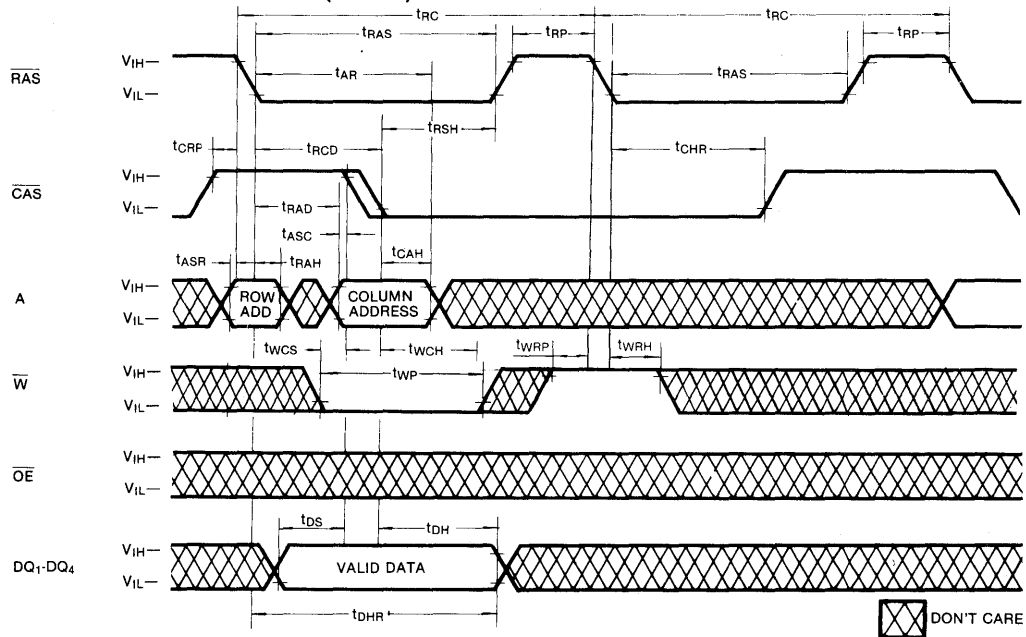 tRC tRC
tRAS tRP tRP
RAS VIH— tAR tRAS
VIL—
tRSH
tCRP tRCD tCHR
CAS VIH—
VIL— tRAD
tASC
tASR tRAH tCAH
A VIH— ROW ADD COLUMN ADDRESS
VIL—
tWCS tWCH tWRP tWRH
W VIH— tWP
VIL—
OE VIH—
VIL—
tDS tDH
DQ1-DQ4 VIH— VALID DATA
VIL—
tDHR
DON'T CARE